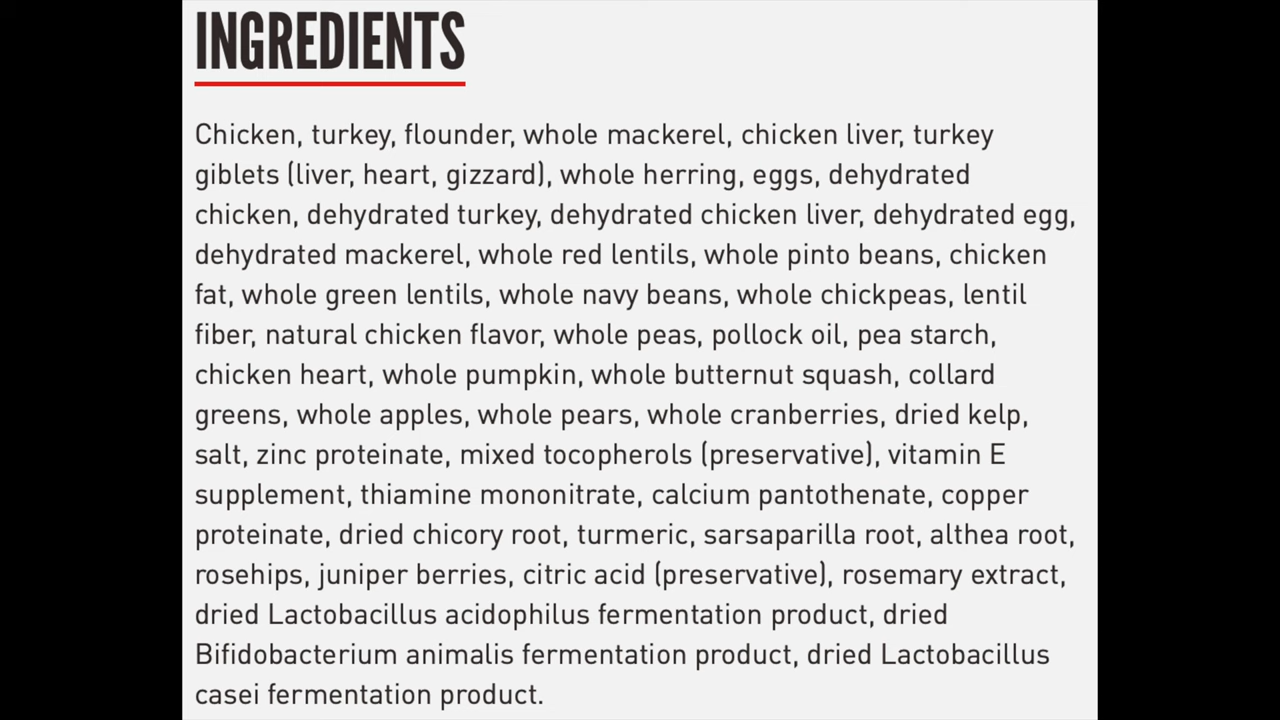 INGREDIENTS
Chicken, turkey, flounder, whole mackerel, chicken liver, turkey
giblets (liver, heart, gizzard), whole herring, eggs, dehydrated
chicken, dehydrated turkey, dehydrated chicken liver, dehydrated egg,
dehydrated mackerel, whole red lentils, whole pinto beans, chicken
fat, whole green lentils, whole navy beans, whole chickpeas, lentil
fiber, natural chicken flavor, whole peas, pollock oil, pea starch,
chicken heart, whole pumpkin, whole butternut squash, collard
greens, whole apples, whole pears, whole cranberries, dried kelp,
salt, zinc proteinate, mixed tocopherols (preservative), vitamin E
supplement, thiamine mononitrate, calcium pantothenate, copper
proteinate, dried chicory root, turmeric, sarsaparilla root, althea root,
rosehips, juniper berries, citric acid (preservative), rosemary extract,
dried Lactobacillus acidophilus fermentation product, dried
Bifidobacterium animalis fermentation product, dried Lactobacillus
casei fermentation product.